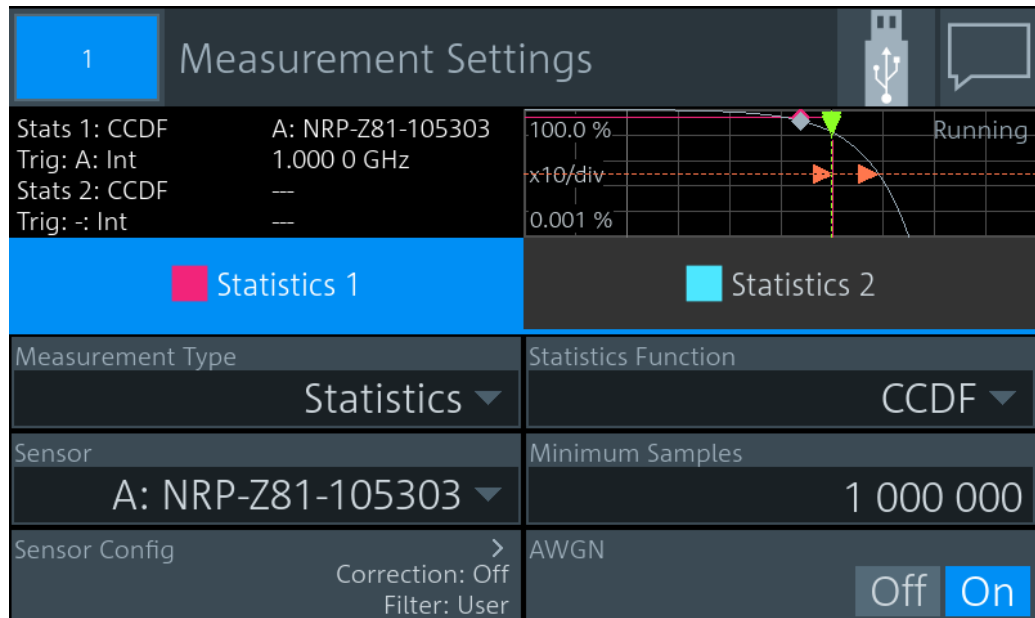 1
Measurement Settings
Stats 1: CCDF A: NRP-Z81-105303
Trig: A: Int 1.000 0 GHz
Stats 2: CCDF ---
Trig: -: Int ---
100.0 %
Running
x10/div
0.001 %
Statistics 1
Statistics 2
Measurement Type
Statistics
Statistics Function
CCDF
Sensor
A: NRP-Z81-105303
Minimum Samples
1 000 000
Sensor Config >
Correction: Off
Filter: User
AWGN
Off On